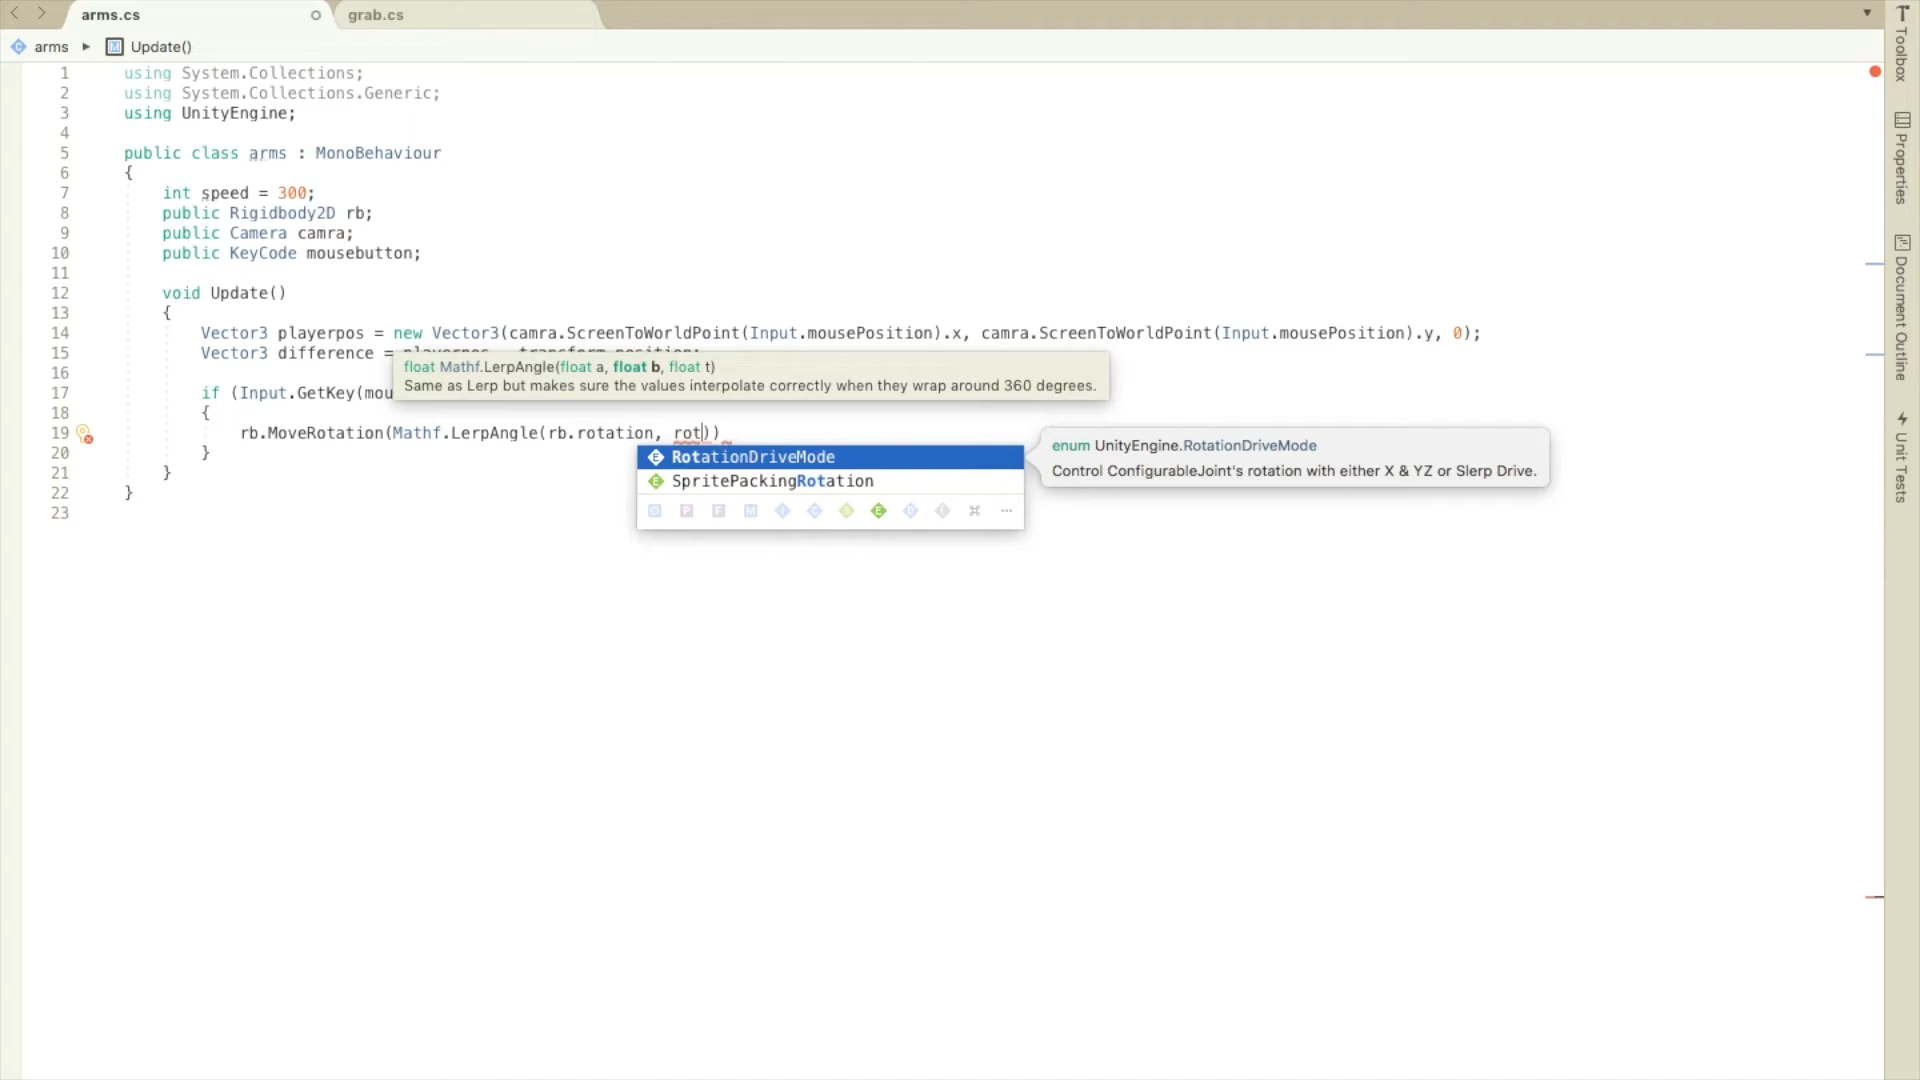 arms.cs
grab.cs
arms ▸ Update()
1 using System.Collections;
2 using System.Collections.Generic;
3 using UnityEngine;
4
5 public class arms : MonoBehaviour
6 {
7 int speed = 300;
8 public Rigidbody2D rb;
9 public Camera camra;
10 public KeyCode mousebutton;
11
12 void Update()
13 {
14 Vector3 playerpos = new Vector3(camra.ScreenToWorldPoint(Input.mousePosition).x, camra.ScreenToWorldPoint(Input.mousePosition).y, 0);
15 Vector3 difference = playerpos - transform.position;
float Mathf.LerpAngle(float a, float b, float t)
Same as Lerp but makes sure the values interpolate correctly when they wrap around 360 degrees.
16
17 if (Input.GetKey(mou
18 {
19 rb.MoveRotation(Mathf.LerpAngle(rb.rotation, rot))
20 }
21 }
22 }
23
RotationDriveMode
SpritePackingRotation
enum UnityEngine.RotationDriveMode
Control ConfigurableJoint's rotation with either X & YZ or Slerp Drive.
Toolbox
Properties
Document Outline
Unit Tests